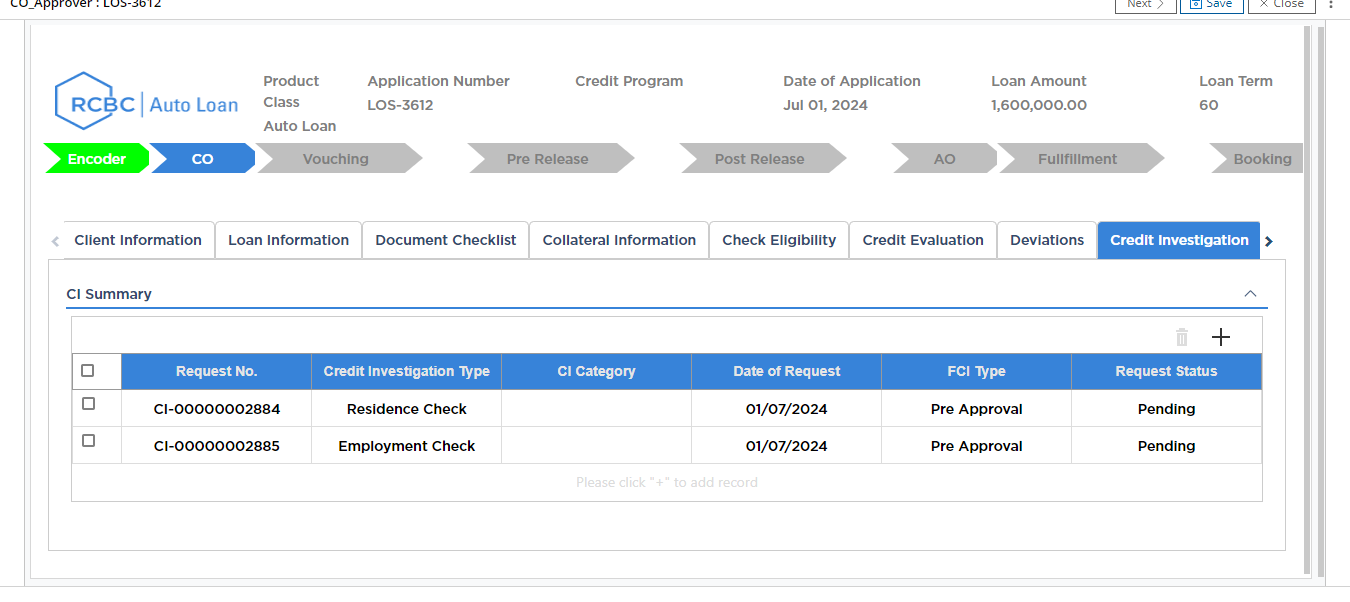 CO_Approver : LOS-3612
Next
Save
Close
RCBC Auto Loan
Product Class
Auto Loan
Application Number
LOS-3612
Credit Program
Date of Application
Jul 01, 2024
Loan Amount
1,600,000.00
Loan Term
60
Encoder CO Vouching Pre Release Post Release AO Fullfillment Booking
Client Information Loan Information Document Checklist Collateral Information Check Eligibility Credit Evaluation Deviations Credit Investigation
CI Summary
Request No. Credit Investigation Type CI Category Date of Request FCI Type Request Status
CI-00000002884 Residence Check 01/07/2024 Pre Approval Pending
CI-00000002885 Employment Check 01/07/2024 Pre Approval Pending
Please click "+" to add record